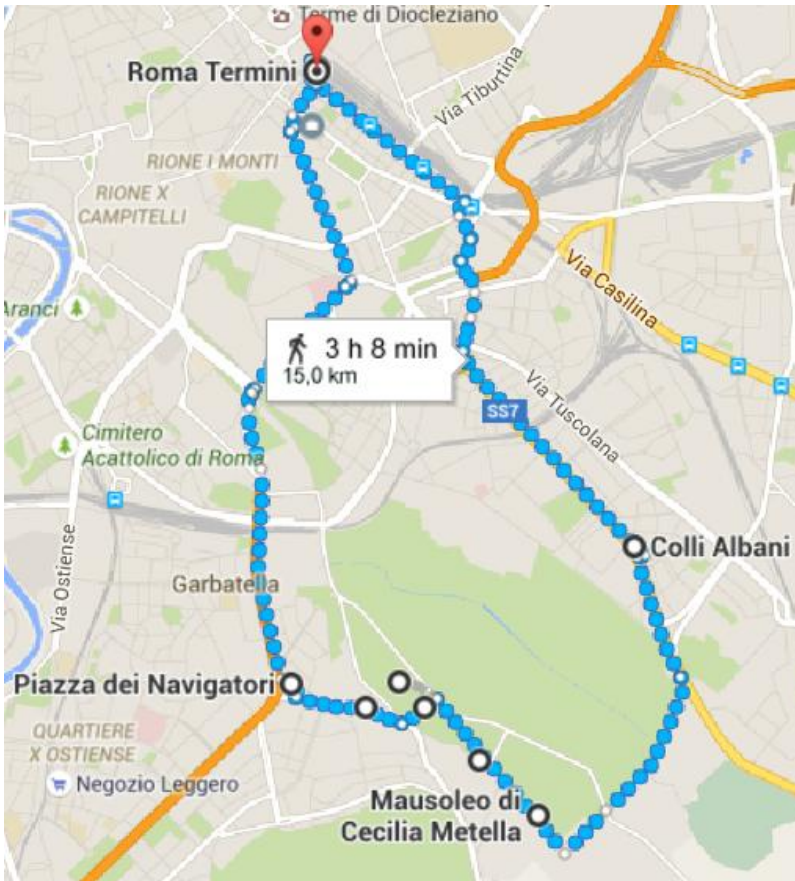 Terme di Diocleziano
Roma Termini
Via Tiburtina
RIONE I MONTI
RIONE X
CAMPITELLI
Via Casilina
Aranci
3 h 8 min
15,0 km
Via Tuscolana
SS7
Cimitero
Acattolico di Roma
Via Ostiense
Colli Albani
Garbatella
Piazza dei Navigatori
QUARTIERE
X OSTIENSE
Negozio Leggero
Mausoleo di
Cecilia Metella